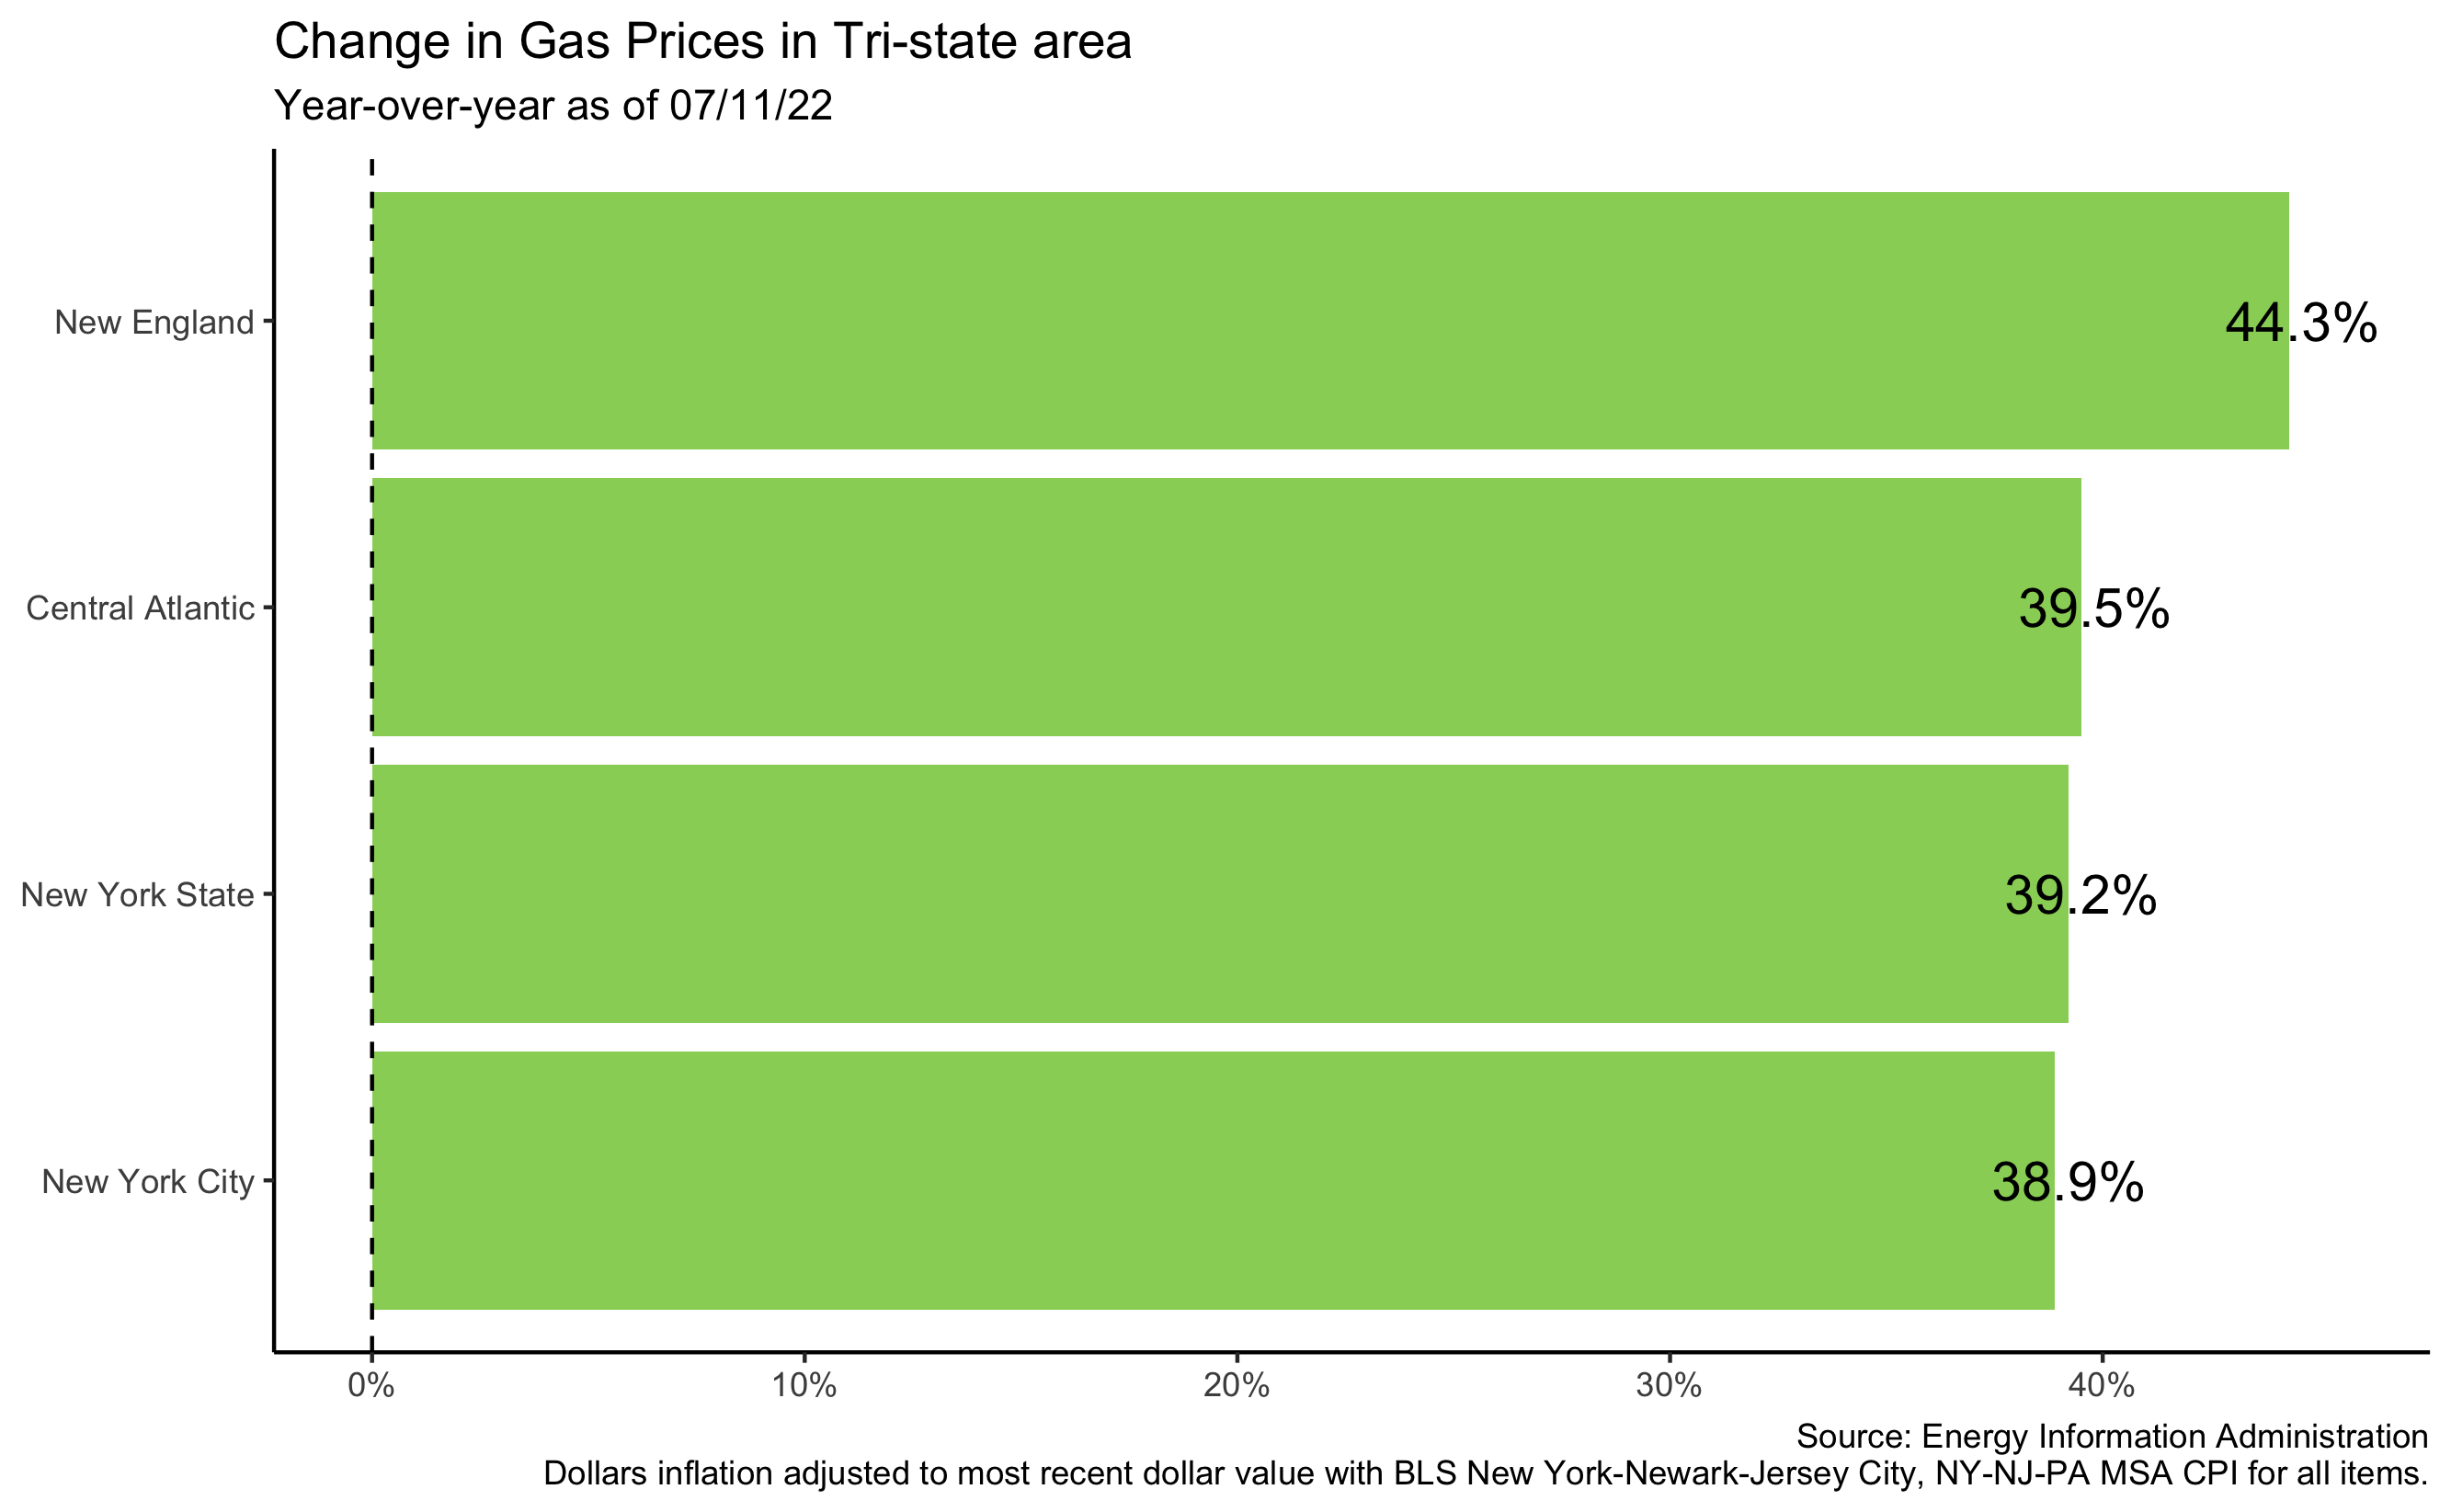 Change in Gas Prices in Tri-state area
Year-over-year as of 07/11/22
New England
44.3%
Central Atlantic
39.5%
New York State
39.2%
New York City
38.9%
0%
10%
20%
30%
40%
Source: Energy Information Administration
Dollars inflation adjusted to most recent dollar value with BLS New York-Newark-Jersey City, NY-NJ-PA MSA CPI for all items.